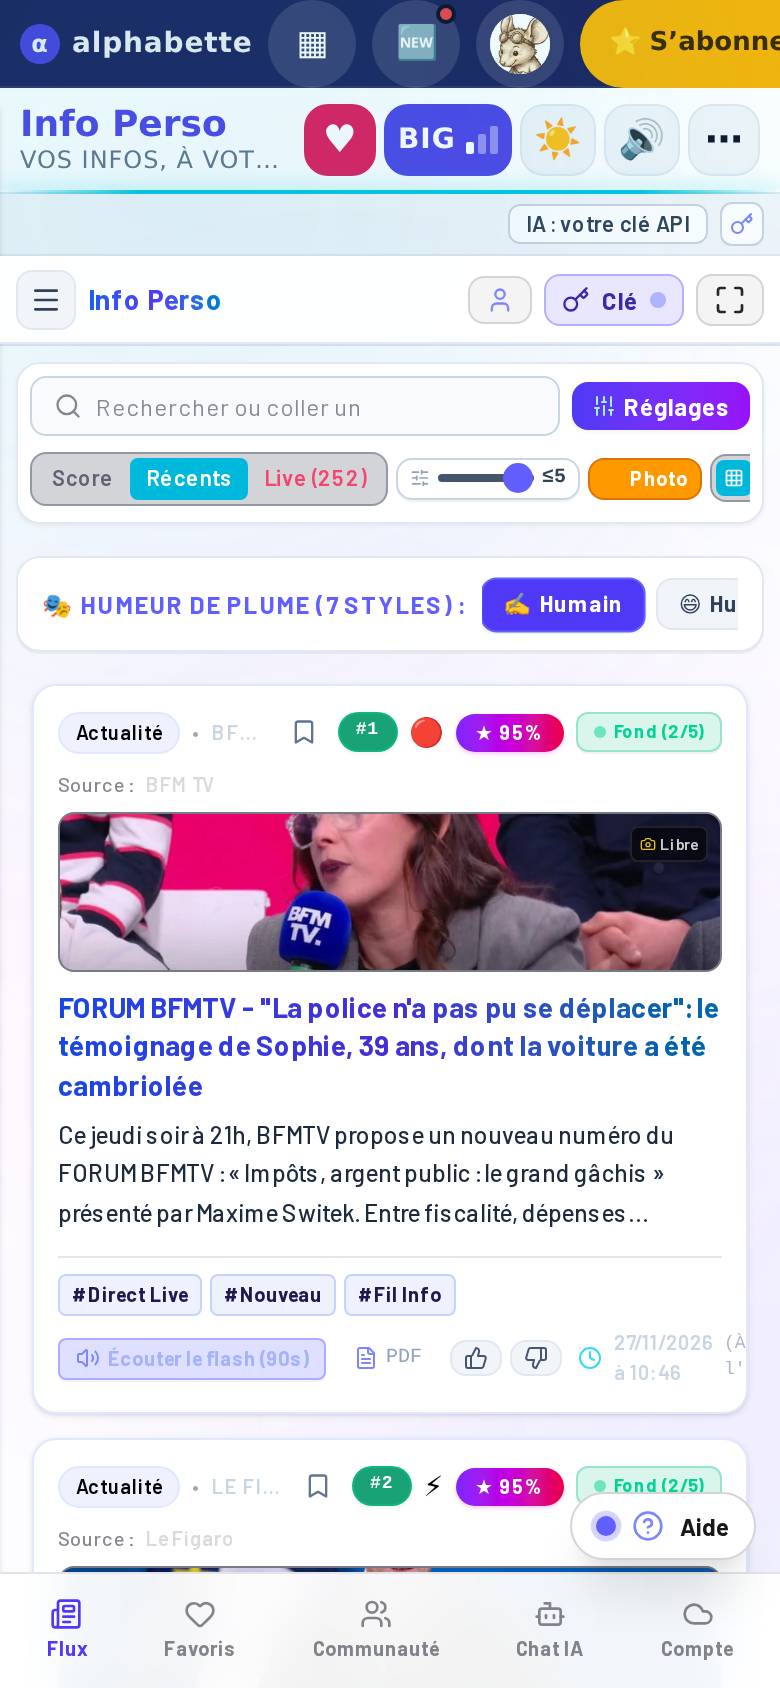 α alphabette NEW ⭐ S'abonne
Info Perso
VOS INFOS, À VOT...
BIG
IA : votre clé API
Info Perso
Clé
Rechercher ou coller un
Réglages
Score Récents Live (252) ≤5 Photo
🎭 HUMEUR DE PLUME (7 STYLES) : ✍️ Humain 😄 Hu
Actualité • BF... #1 🔴 ★ 95% Fond (2/5)
Source : BFM TV
Libre
BFM
TV.
FORUM BFMTV - "La police n'a pas pu se déplacer": le
témoignage de Sophie, 39 ans, dont la voiture a été
cambriolée
Ce jeudi soir à 21h, BFMTV propose un nouveau numéro du
FORUM BFMTV : « Impôts, argent public : le grand gâchis »
présenté par Maxime Switek. Entre fiscalité, dépenses...
#Direct Live #Nouveau #Fil Info
Écouter le flash (90s) PDF 27/11/2026 (À
à 10:46 l'
Actualité • LE FI... #2 ⚡ ★ 95% Fond (2/5)
Source : Le Figaro
Aide
Flux Favoris Communauté Chat IA Compte